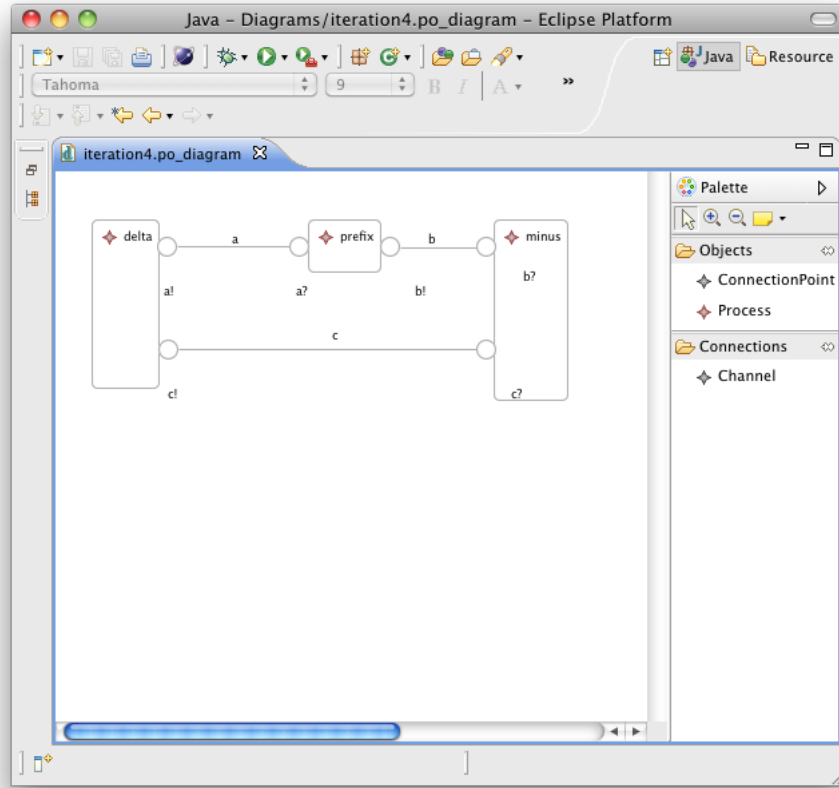 Java – Diagrams/iteration4.po_diagram – Eclipse Platform
Java Resource
Tahoma 9 B I A »
iteration4.po_diagram
Palette
delta a prefix b minus
Objects
b?
ConnectionPoint
a! a? b!
Process
c
Connections
Channel
c! c?